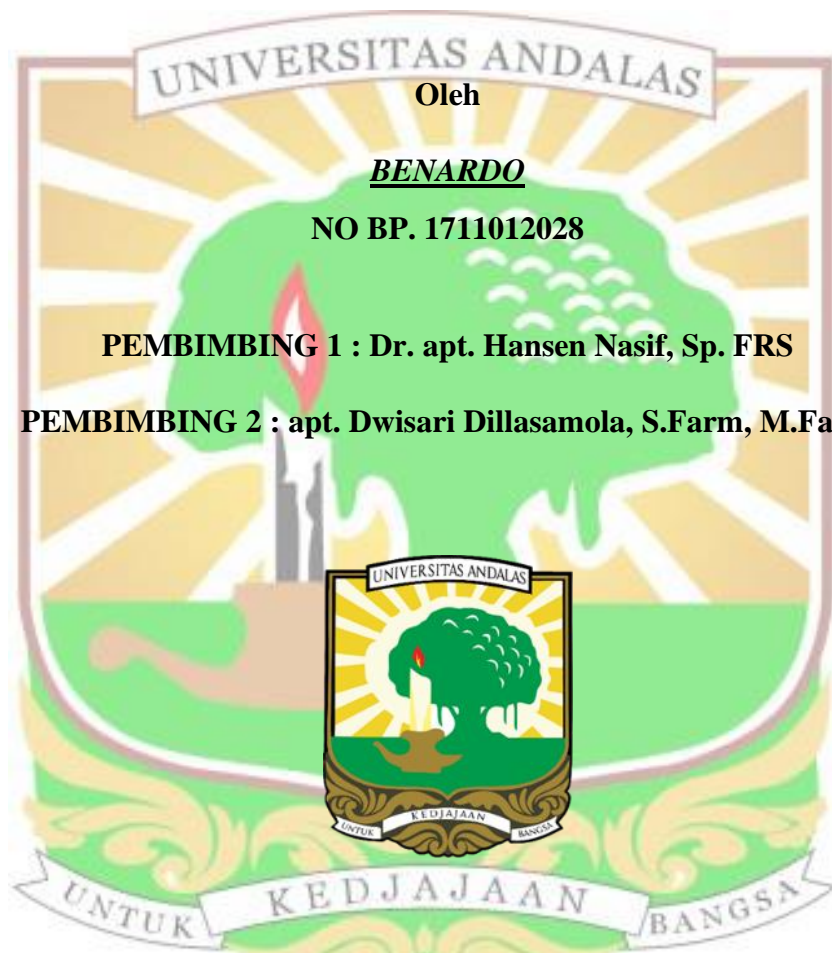 UNIVERSITAS ANDALAS
Oleh
BENARDO
NO BP. 1711012028
PEMBIMBING 1 : Dr. apt. Hansen Nasif, Sp. FRS
PEMBIMBING 2 : apt. Dwisari Dillasamola, S.Farm, M.Fa
UNIVERSITAS ANDALAS
UNTUK KEDJAJAAN BANGSA
UNTUK KEDJAJAAN BANGSA